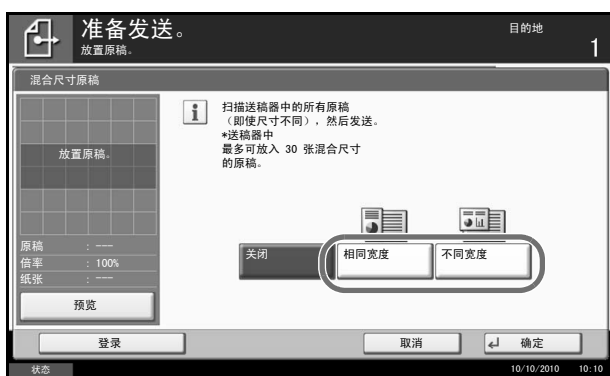 准备发送。
放置原稿。
目的地
1
混合尺寸原稿
放置原稿。
原稿 : ---
倍率 : 100%
纸张 : ---
预览
i
扫描送稿器中的所有原稿
（即使尺寸不同），然后发送。
*送稿器中
最多可放入 30 张混合尺寸
的原稿。
关闭
相同宽度
不同宽度
登录
取消
确定
状态
10/10/2010 10:10